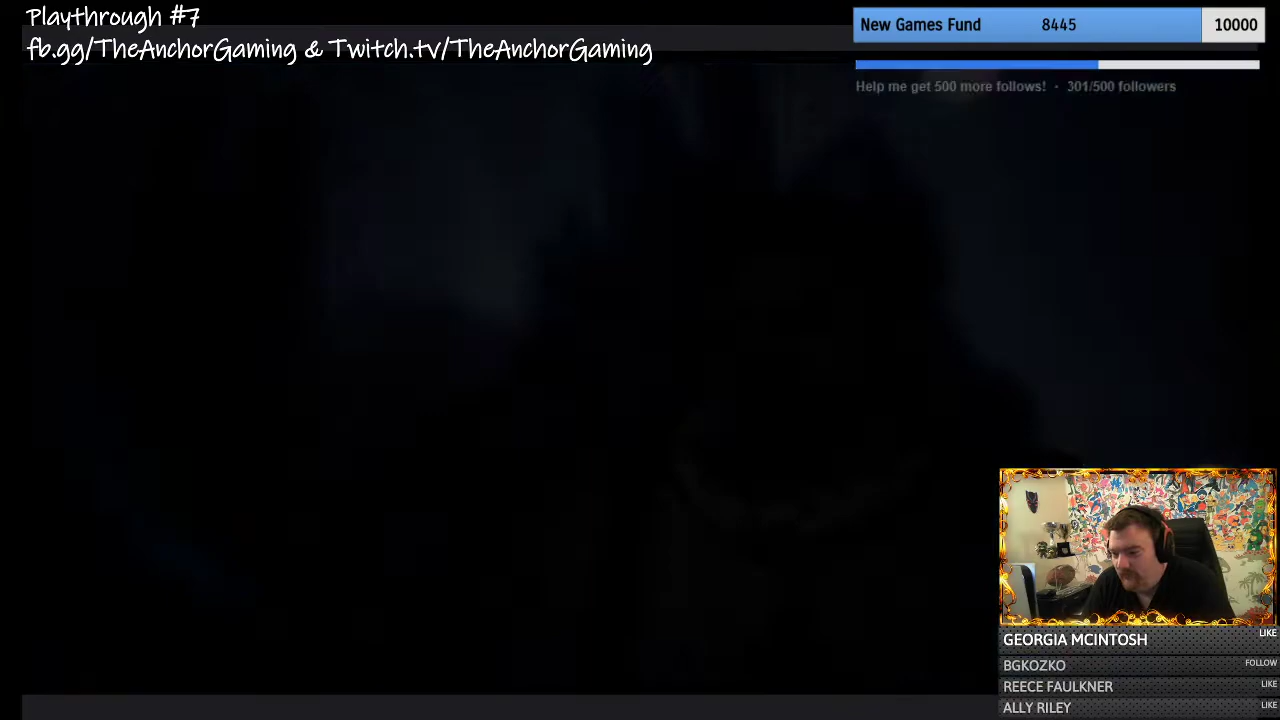 Playthrough #7
fb.gg/TheAnchorGaming & Twitch.tv/TheAnchorGaming
New Games Fund 8445 10000
Help me get 500 more follows! · 301/500 followers
GEORGIA MCINTOSH LIKE
BGKOZKO FOLLOW
REECE FAULKNER LIKE
ALLY RILEY LIKE